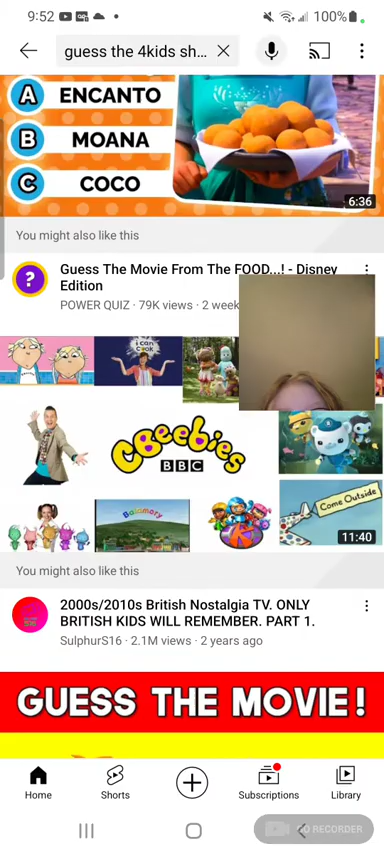 9:52
100%
guess the 4kids sh...
A ENCANTO
B MOANA
C COCO
6:36
You might also like this
Guess The Movie From The FOOD...! - Disney
Edition
POWER QUIZ · 79K views · 2 week
i can
cook
CBeebies
BBC
Balamory
Come Outside
11:40
You might also like this
2000s/2010s British Nostalgia TV. ONLY
BRITISH KIDS WILL REMEMBER. PART 1.
SulphurS16 · 2.1M views · 2 years ago
GUESS THE MOVIE!
Home
Shorts
Subscriptions
Library
RECORDER